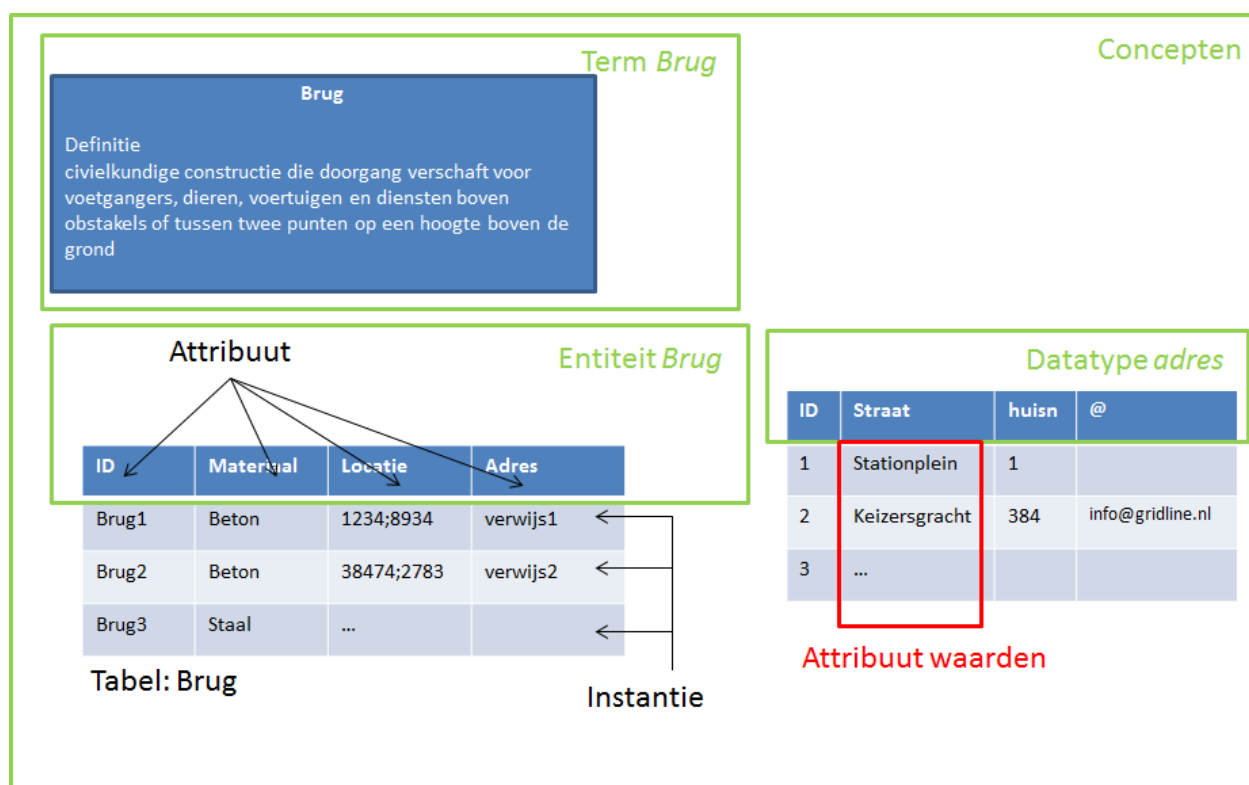 Concepten
Term Brug
Brug
Definitie
civielkundige constructie die doorgang verschaft voor
voetgangers, dieren, voertuigen en diensten boven
obstakels of tussen twee punten op een hoogte boven de
grond
Attribuut
Entiteit Brug
ID Materiaal Locatie Adres
Brug1 Beton 1234;8934 verwijs1
Brug2 Beton 38474;2783 verwijs2
Brug3 Staal ...
Tabel: Brug
Instantie
Datatype adres
ID Straat huisn @
1 Stationplein 1
2 Keizersgracht 384 info@gridline.nl
3 ...
Attribuut waarden